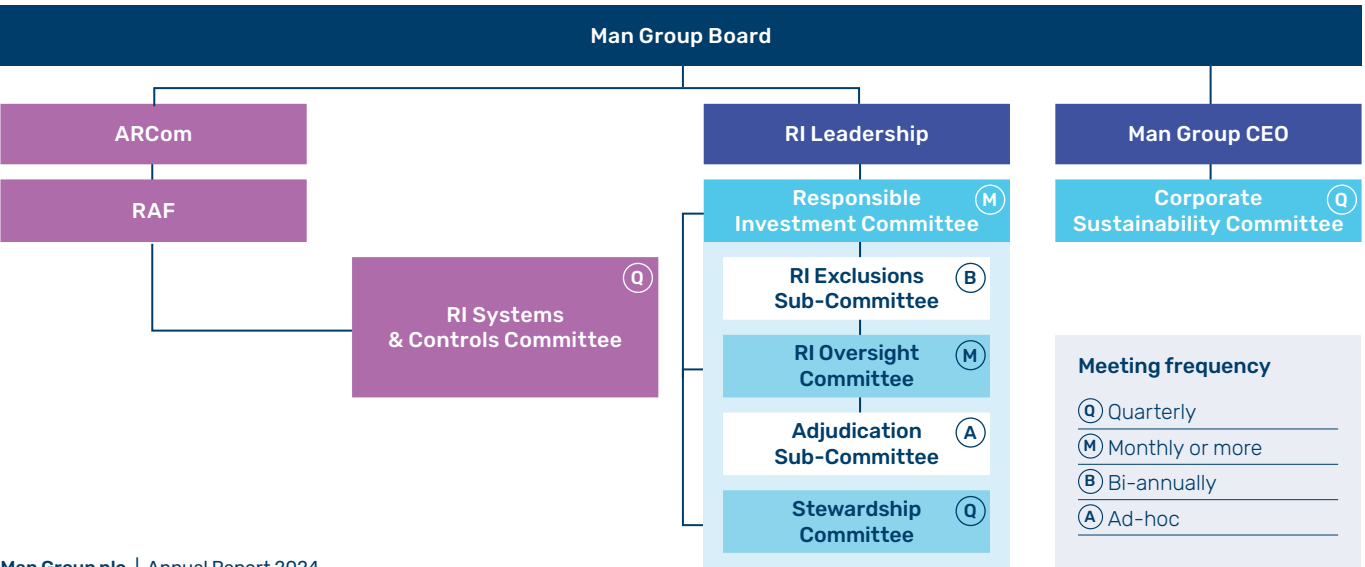 Man Group Board
ARCom
RI Leadership
Man Group CEO
RAF
Responsible
Investment Committee
M
Corporate
Sustainability Committee
Q
RI Systems
& Controls Committee
Q
RI Exclusions
Sub-Committee
B
RI Oversight
Committee
M
Adjudication
Sub-Committee
A
Stewardship
Committee
Q
Meeting frequency
Q Quarterly
M Monthly or more
B Bi-annually
A Ad-hoc
Man Group plc | Annual Report 2024